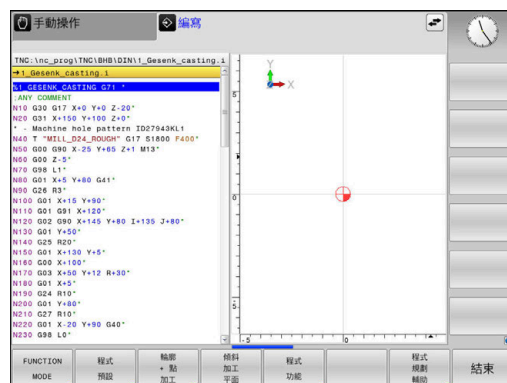 手動操作
編寫
TNC:\nc_prog\TNC\BHB\DIN\1_Gesenk_casting.i
→1_Gesenk_casting.i
%1_GESENK_CASTING G71 *
;ANY COMMENT
N10 G30 G17 X+0 Y+0 Z-20*
N20 G31 X+150 Y+100 Z+0*
* - Machine hole pattern ID27943KL1
N40 T "MILL_D24_ROUGH" G17 S1800 F400*
N50 G00 G90 X-25 Y+65 Z+1 M13*
N60 G00 Z-5*
N70 G98 L1*
N80 G01 X+5 Y+80 G41*
N90 G26 R3*
N100 G01 X+15 Y+90*
N110 G01 G91 X+120*
N120 G02 G90 X+145 Y+80 I+135 J+80*
N130 G01 Y+50*
N140 G25 R20*
N150 G01 X+130 Y+5*
N160 G00 X+100*
N170 G03 X+50 Y+12 R+30*
N180 G01 X+5*
N190 G24 R10*
N200 G01 Y+80*
N210 G27 R10*
N220 G01 X-20 Y+90 G40*
N230 G98 L0*
Y
X
5
0
-5
-5
0
FUNCTION
MODE
程式
預設
輪廓
+ 點
加工
傾斜
加工
平面
程式
功能
程式
規劃
輔助
結束